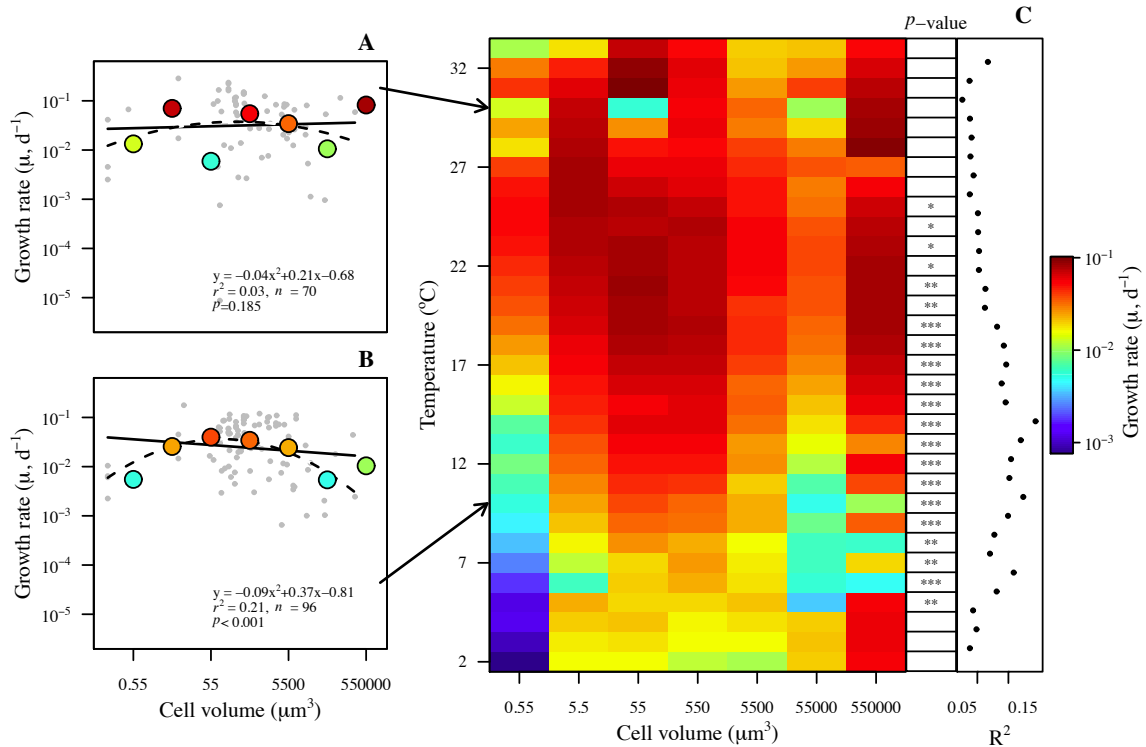 A
Growth rate (μ, d⁻¹)
10⁻¹
10⁻²
10⁻³
10⁻⁴
10⁻⁵
y = −0.04x²+0.21x−0.68
r² = 0.03, n = 70
p=0.185
B
Growth rate (μ, d⁻¹)
10⁻¹
10⁻²
10⁻³
10⁻⁴
10⁻⁵
y= −0.09x²+0.37x−0.81
r² = 0.21, n = 96
p< 0.001
0.55 55 5500 550000
Cell volume (μm³)
p−value
C
Temperature (ºC)
32
27
22
17
12
7
2
*
*
*
*
**
**
***
***
***
***
***
***
***
***
***
***
***
**
**
***
**
0.55 5.5 55 550 5500 55000 550000
Cell volume (μm³)
0.05 0.15
R²
10⁻¹
10⁻²
10⁻³
Growth rate (μ, d⁻¹)